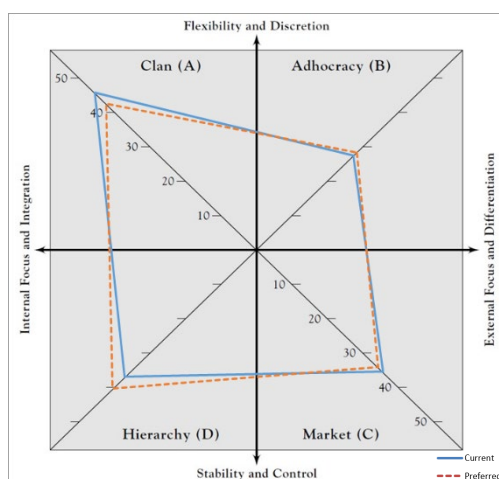 Flexibility and Discretion
Clan (A)
Adhocracy (B)
50
40
30
20
10
Internal Focus and Integration
External Focus and Differentiation
10
20
30
40
50
Hierarchy (D)
Market (C)
Current
Stability and Control
Preferred